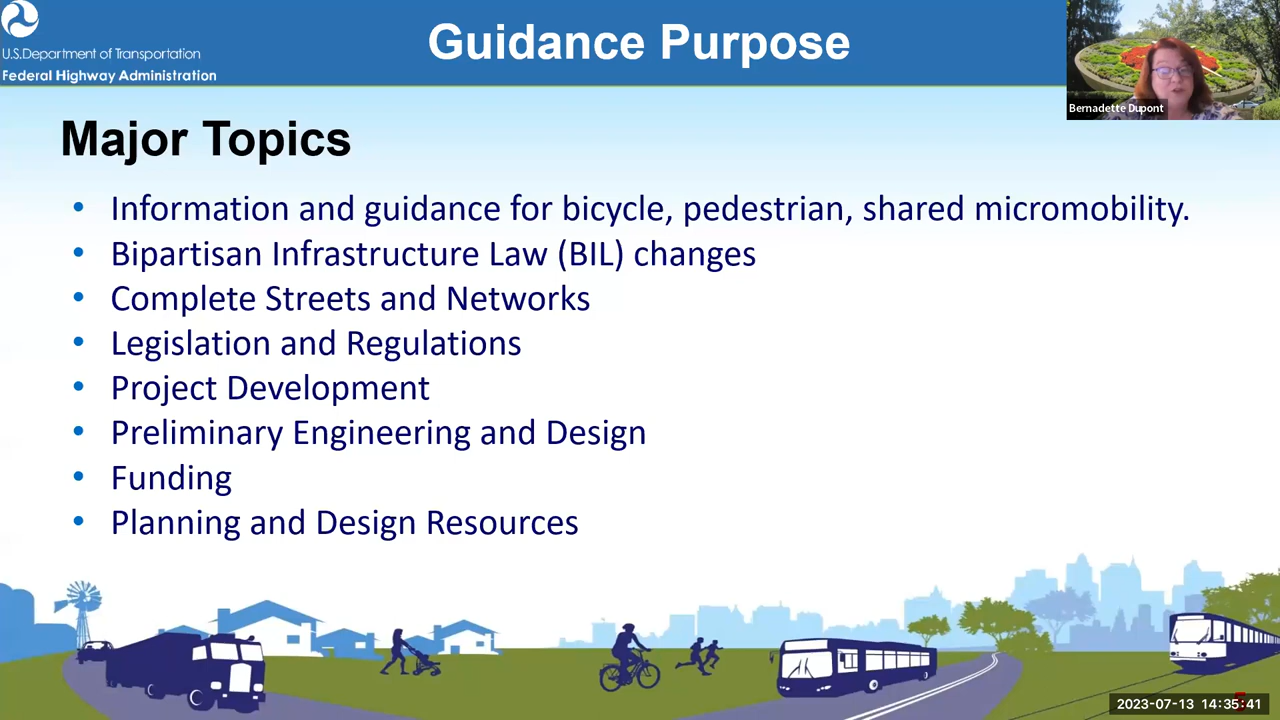 U.S.Department of Transportation
Federal Highway Administration
Guidance Purpose
Bernadette Dupont
Major Topics
• Information and guidance for bicycle, pedestrian, shared micromobility.
• Bipartisan Infrastructure Law (BIL) changes
• Complete Streets and Networks
• Legislation and Regulations
• Project Development
• Preliminary Engineering and Design
• Funding
• Planning and Design Resources
2023-07-13 14:35:41